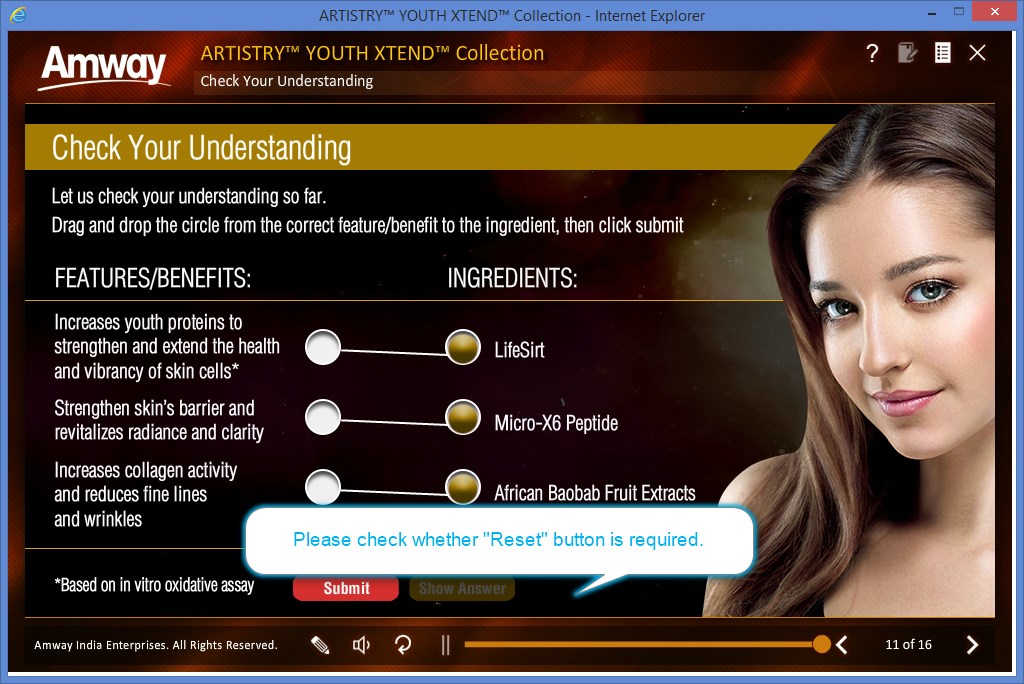 ARTISTRY™ YOUTH XTEND™ Collection - Internet Explorer
Amway
ARTISTRY™ YOUTH XTEND™ Collection
?
Check Your Understanding
Check Your Understanding
Let us check your understanding so far.
Drag and drop the circle from the correct feature/benefit to the ingredient, then click submit
FEATURES/BENEFITS:
INGREDIENTS:
Increases youth proteins to
strengthen and extend the health
and vibrancy of skin cells*
LifeSirt
Strengthen skin's barrier and
revitalizes radiance and clarity
Micro-X6 Peptide
Increases collagen activity
and reduces fine lines
and wrinkles
African Baobab Fruit Extracts
Please check whether "Reset" button is required.
*Based on in vitro oxidative assay
Submit
Show Answer
Amway India Enterprises. All Rights Reserved.
11 of 16